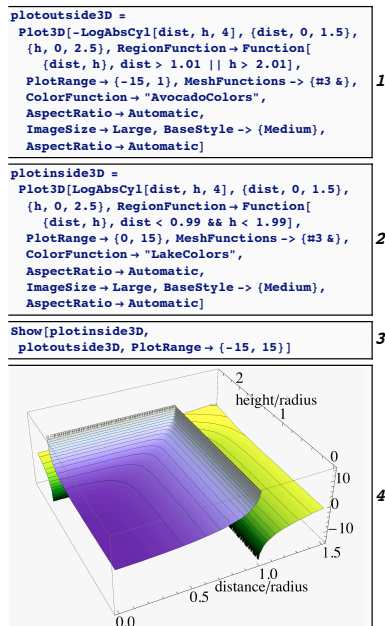 plotoutside3D =
Plot3D[-LogAbsCyl[dist, h, 4], {dist, 0, 1.5},
{h, 0, 2.5}, RegionFunction → Function[
{dist, h}, dist > 1.01 || h > 2.01],
PlotRange → {-15, 1}, MeshFunctions -> {#3 &},
ColorFunction → "AvocadoColors",
AspectRatio → Automatic,
ImageSize → Large, BaseStyle -> {Medium},
AspectRatio → Automatic]
1
plotinside3D =
Plot3D[LogAbsCyl[dist, h, 4], {dist, 0, 1.5},
{h, 0, 2.5}, RegionFunction → Function[
{dist, h}, dist < 0.99 && h < 1.99],
PlotRange → {0, 15}, MeshFunctions -> {#3 &},
ColorFunction → "LakeColors",
AspectRatio → Automatic,
ImageSize → Large, BaseStyle -> {Medium},
AspectRatio → Automatic]
2
Show[plotinside3D,
plotoutside3D, PlotRange → {-15, 15}]
3
2
height/radius
1
0
10
0
-10
1.5
1.0
distance/radius
0.5
0.0
4